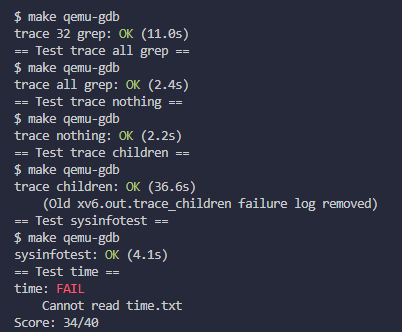 $ make qemu-gdb
trace 32 grep: OK (11.0s)
== Test trace all grep ==
$ make qemu-gdb
trace all grep: OK (2.4s)
== Test trace nothing ==
$ make qemu-gdb
trace nothing: OK (2.2s)
== Test trace children ==
$ make qemu-gdb
trace children: OK (36.6s)
    (Old xv6.out.trace_children failure log removed)
== Test sysinfotest ==
$ make qemu-gdb
sysinfotest: OK (4.1s)
== Test time ==
time: FAIL
    Cannot read time.txt
Score: 34/40